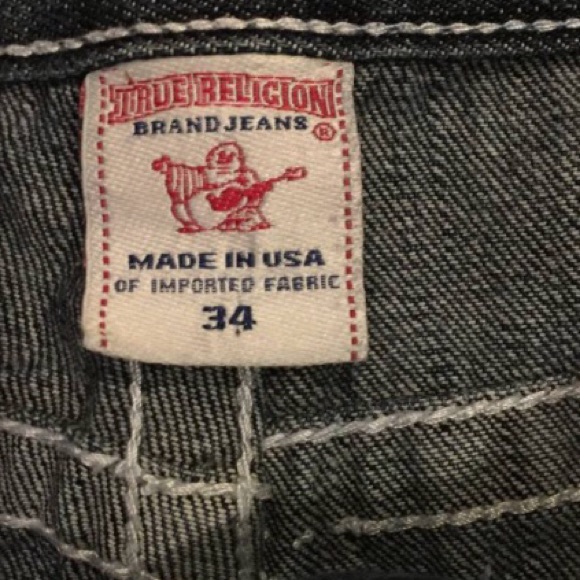 TRUE RELIGION
BRAND JEANS ®
MADE IN USA
OF IMPORTED FABRIC
34